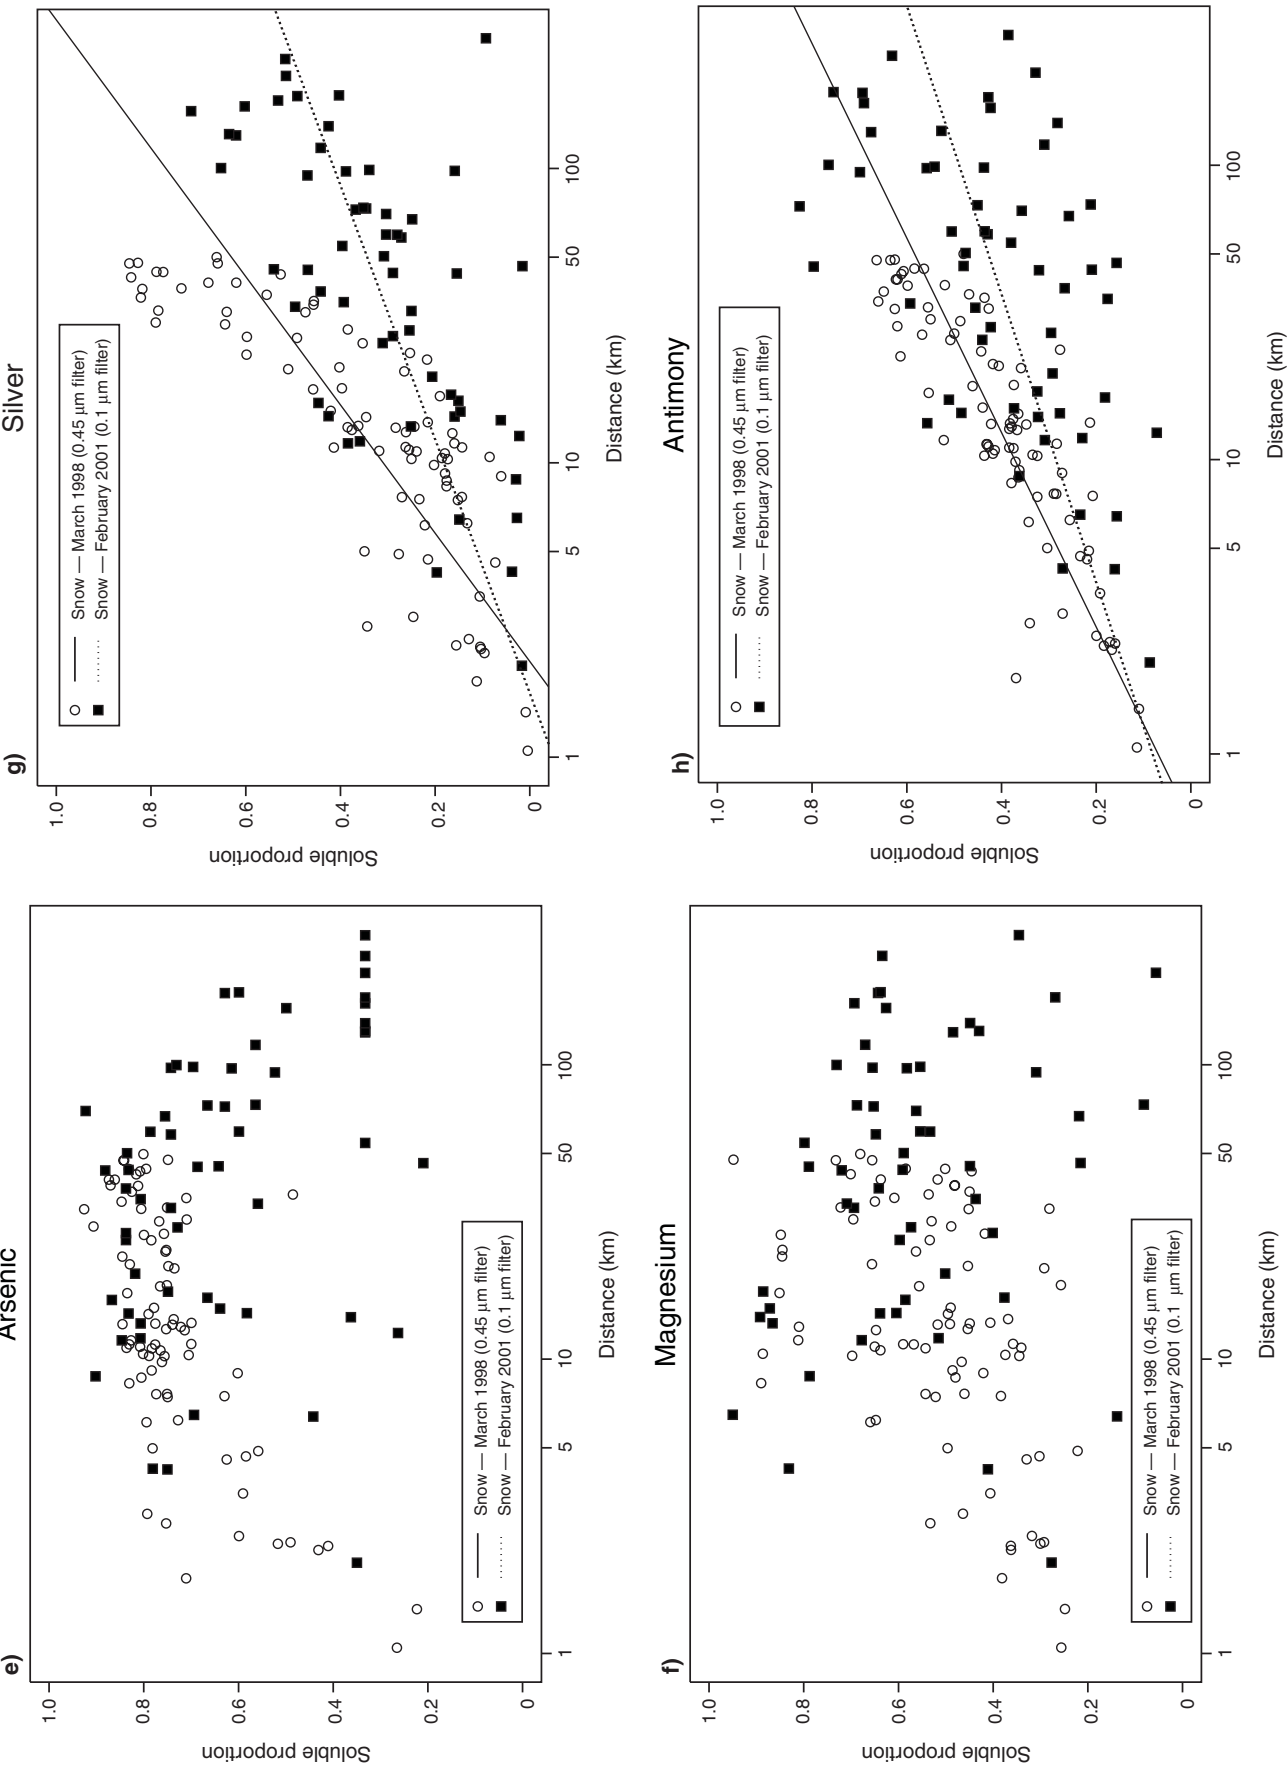 e)
Arsenic
Soluble proportion
1.0
0.8
0.6
0.4
0.2
0
1
5
10
50
100
Distance (km)
Snow — March 1998 (0.45 µm filter)
Snow — February 2001 (0.1 µm filter)
g)
Silver
Soluble proportion
1.0
0.8
0.6
0.4
0.2
0
1
5
10
50
100
Distance (km)
Snow — March 1998 (0.45 µm filter)
Snow — February 2001 (0.1 µm filter)
f)
Magnesium
Soluble proportion
1.0
0.8
0.6
0.4
0.2
0
1
5
10
50
100
Distance (km)
Snow — March 1998 (0.45 µm filter)
Snow — February 2001 (0.1 µm filter)
h)
Antimony
Soluble proportion
1.0
0.8
0.6
0.4
0.2
0
1
5
10
50
100
Distance (km)
Snow — March 1998 (0.45 µm filter)
Snow — February 2001 (0.1 µm filter)